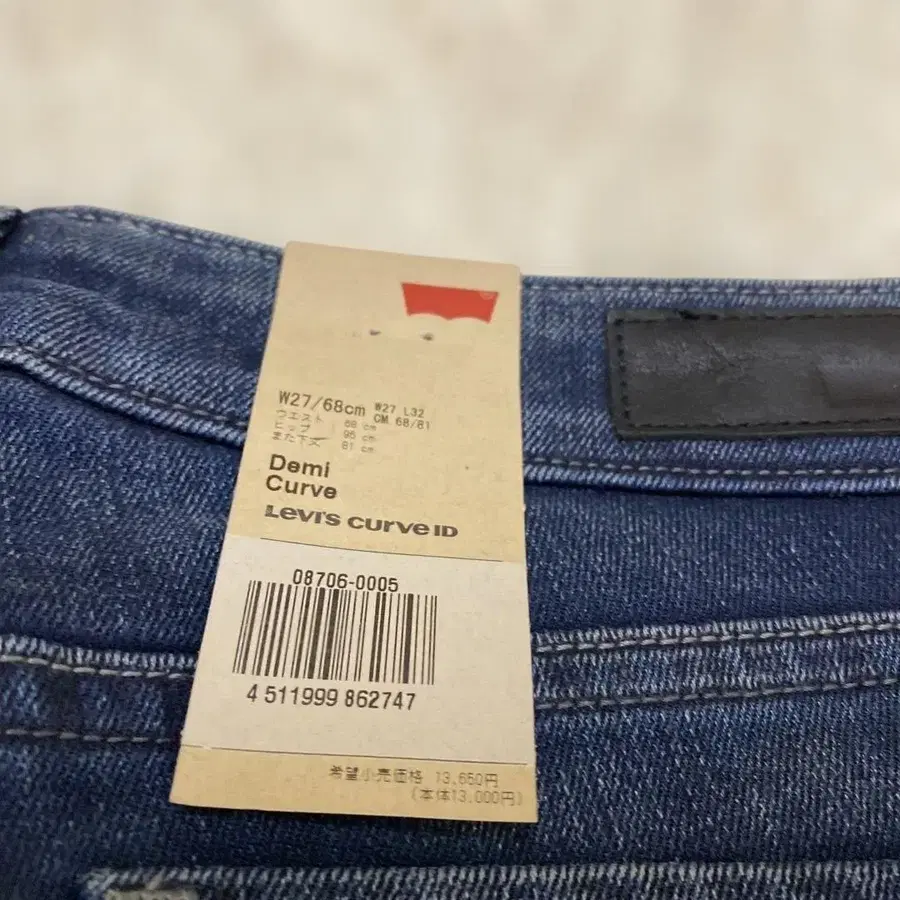 W27/68cm W27 L32
CM 68/81
ウエスト 68 cm
ヒップ 95 cm
また下丈 81 cm
Demi
Curve
Levi's curve ID
08706-0005
4 511999 862747
希望小売価格 13,650円
(本体13,000円)